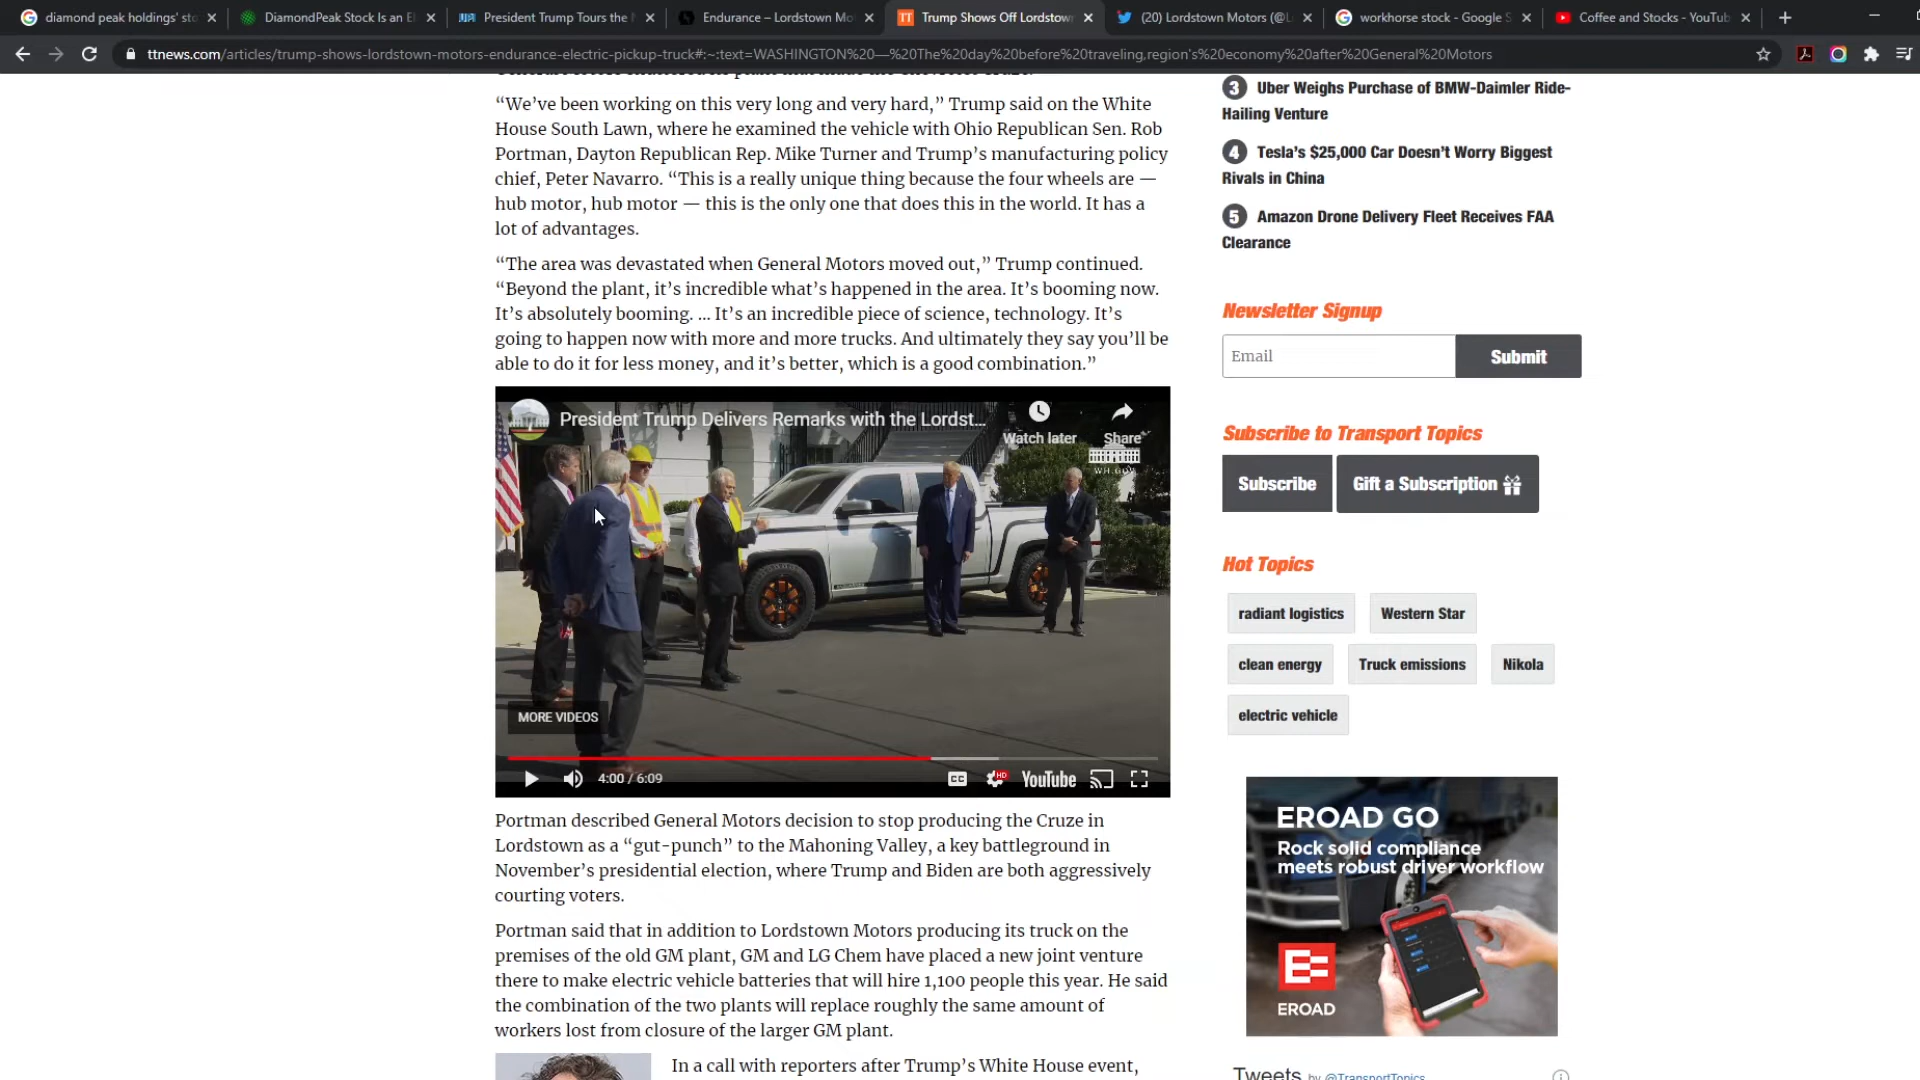 diamond peak holdings' sto
DiamondPeak Stock Is an El
President Trump Tours the
Endurance – Lordstown Mo
Trump Shows Off Lordstown
(20) Lordstown Motors (@L
workhorse stock - Google S
Coffee and Stocks - YouTub
ttnews.com/articles/trump-shows-lordstown-motors-endurance-electric-pickup-truck#:~:text=WASHINGTON%20—%20The%20day%20before%20traveling,region's%20economy%20after%20General%20Motors
“We’ve been working on this very long and very hard,” Trump said on the White
House South Lawn, where he examined the vehicle with Ohio Republican Sen. Rob
Portman, Dayton Republican Rep. Mike Turner and Trump’s manufacturing policy
chief, Peter Navarro. “This is a really unique thing because the four wheels are —
hub motor, hub motor — this is the only one that does this in the world. It has a
lot of advantages.
“The area was devastated when General Motors moved out,” Trump continued.
“Beyond the plant, it’s incredible what’s happened in the area. It’s booming now.
It’s absolutely booming. ... It’s an incredible piece of science, technology. It’s
going to happen now with more and more trucks. And ultimately they say you’ll be
able to do it for less money, and it’s better, which is a good combination.”
President Trump Delivers Remarks with the Lordst...
Watch later
Share
WH.GOV
MORE VIDEOS
4:00 / 6:09
CC
HD
YouTube
Portman described General Motors decision to stop producing the Cruze in
Lordstown as a “gut-punch” to the Mahoning Valley, a key battleground in
November’s presidential election, where Trump and Biden are both aggressively
courting voters.
Portman said that in addition to Lordstown Motors producing its truck on the
premises of the old GM plant, GM and LG Chem have placed a new joint venture
there to make electric vehicle batteries that will hire 1,100 people this year. He said
the combination of the two plants will replace roughly the same amount of
workers lost from closure of the larger GM plant.
In a call with reporters after Trump’s White House event,
3 Uber Weighs Purchase of BMW-Daimler Ride-
Hailing Venture
4 Tesla’s $25,000 Car Doesn’t Worry Biggest
Rivals in China
5 Amazon Drone Delivery Fleet Receives FAA
Clearance
Newsletter Signup
Email
Submit
Subscribe to Transport Topics
Subscribe
Gift a Subscription
Hot Topics
radiant logistics
Western Star
clean energy
Truck emissions
Nikola
electric vehicle
EROAD GO
Rock solid compliance
meets robust driver workflow
EROAD
Tweets by @TransportTopics